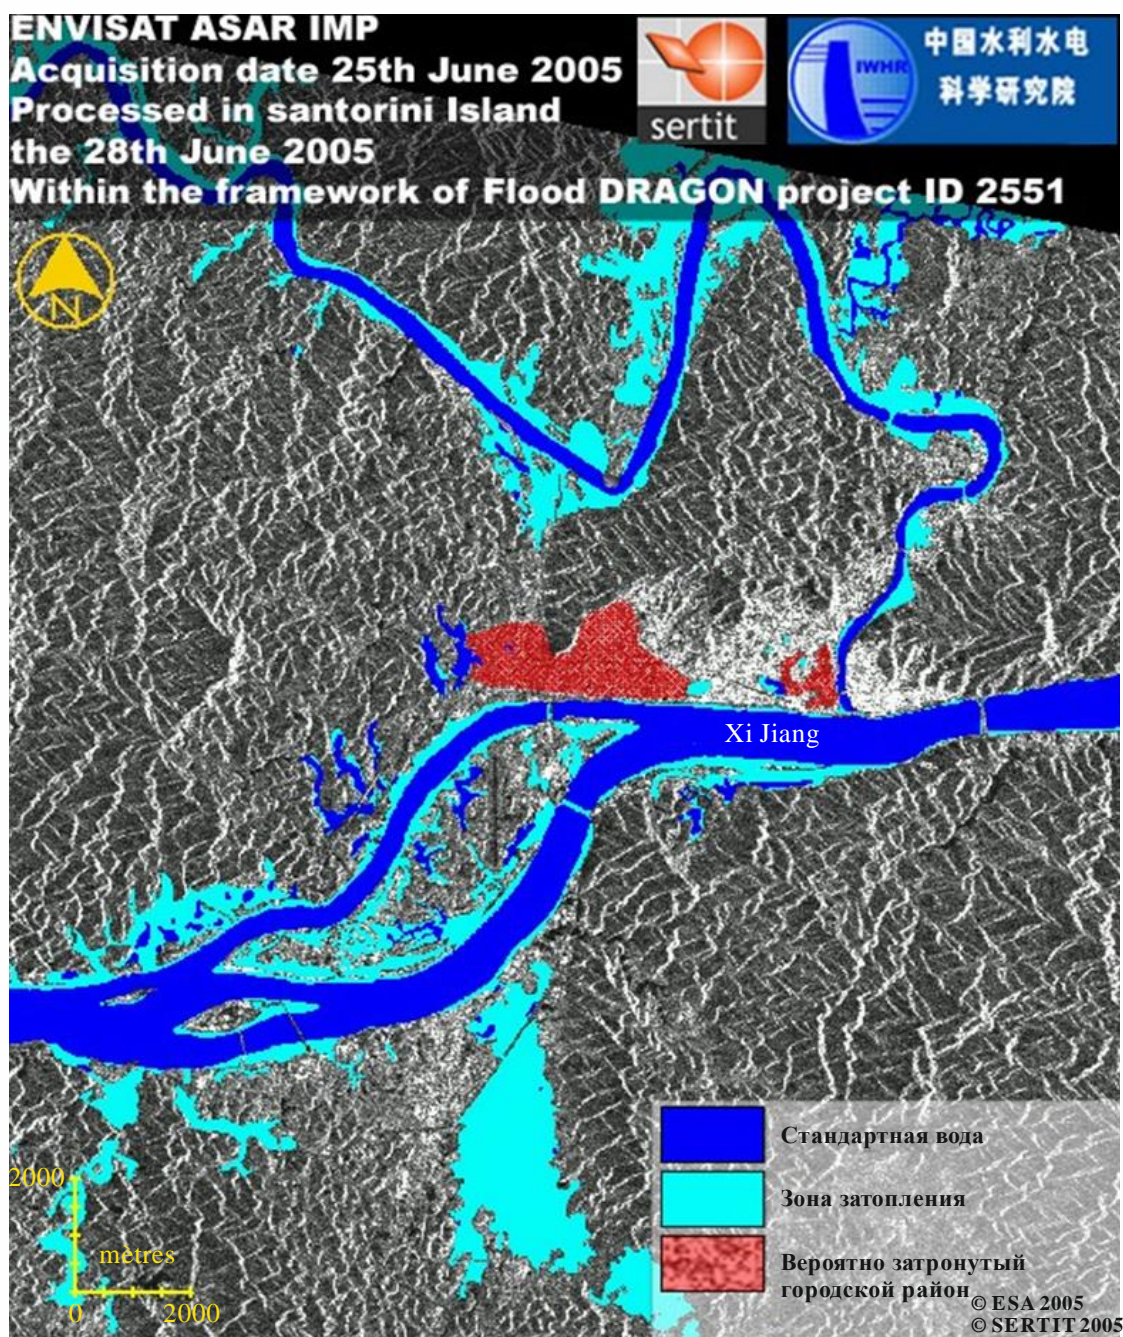 ENVISAT ASAR IMP
Acquisition date 25th June 2005
Processed in santorini Island
the 28th June 2005
Within the framework of Flood DRAGON project ID 2551
sertit
IWHR
中国水利水电
科学研究院
N
Xi Jiang
Стандартная вода
Зона затопления
Вероятно затронутый
городской район
2000
metres
0
2000
© ESA 2005
© SERTIT 2005